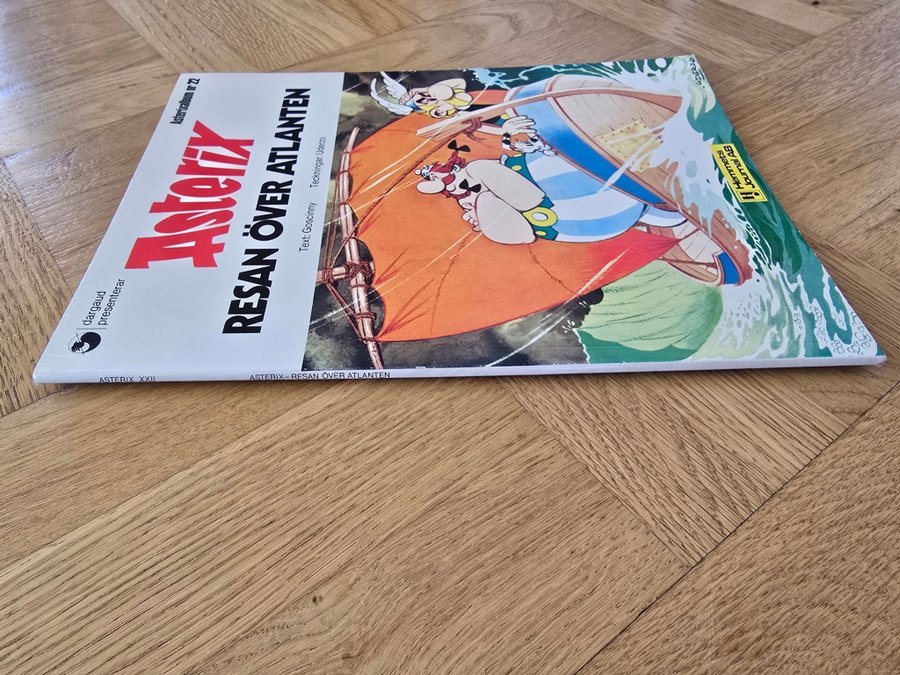 Asterixalbum nr 22
dargaud
presenterar
Asterix
RESAN ÖVER ATLANTEN
Text: Goscinny Teckningar: Uderzo
Hemmets
Journal AB
UDERZO
ASTERIX XXII ASTERIX – RESAN ÖVER ATLANTEN